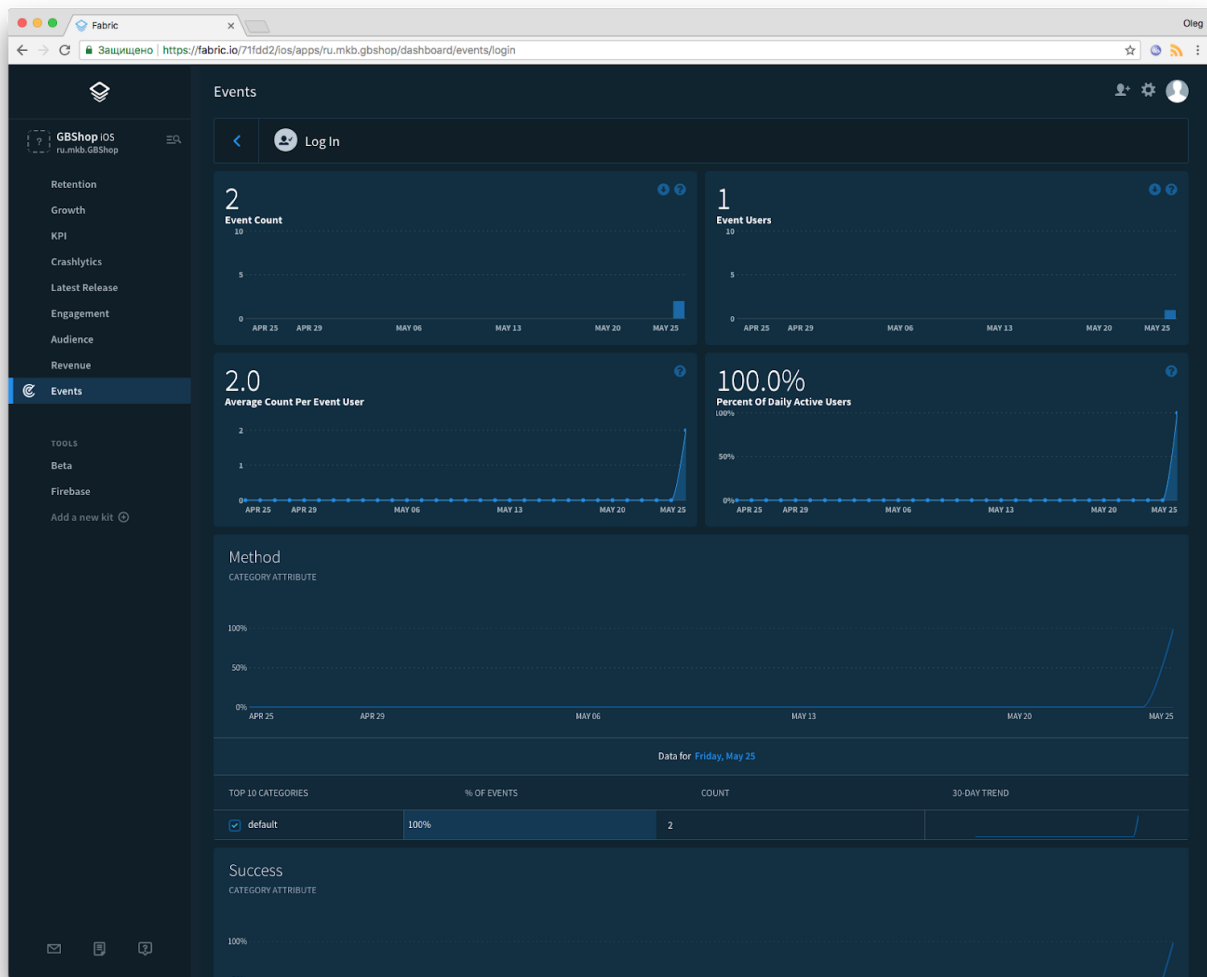 Fabric
Oleg
Защищено https://fabric.io/71fdd2/ios/apps/ru.mkb.gbshop/dashboard/events/login
Events
GBShop iOS
ru.mkb.GBShop
Retention
Growth
KPI
Crashlytics
Latest Release
Engagement
Audience
Revenue
Events
TOOLS
Beta
Firebase
Add a new kit
Log In
2
Event Count
10
5
0
APR 25 APR 29 MAY 06 MAY 13 MAY 20 MAY 25
1
Event Users
10
5
0
APR 25 APR 29 MAY 06 MAY 13 MAY 20 MAY 25
2.0
Average Count Per Event User
2
1
0
APR 25 APR 29 MAY 06 MAY 13 MAY 20 MAY 25
100.0%
Percent Of Daily Active Users
100%
50%
0%
APR 25 APR 29 MAY 06 MAY 13 MAY 20 MAY 25
Method
CATEGORY ATTRIBUTE
100%
50%
0%
APR 25 APR 29 MAY 06 MAY 13 MAY 20 MAY 25
Data for Friday, May 25
TOP 10 CATEGORIES % OF EVENTS COUNT 30-DAY TREND
default 100% 2
Success
CATEGORY ATTRIBUTE
100%